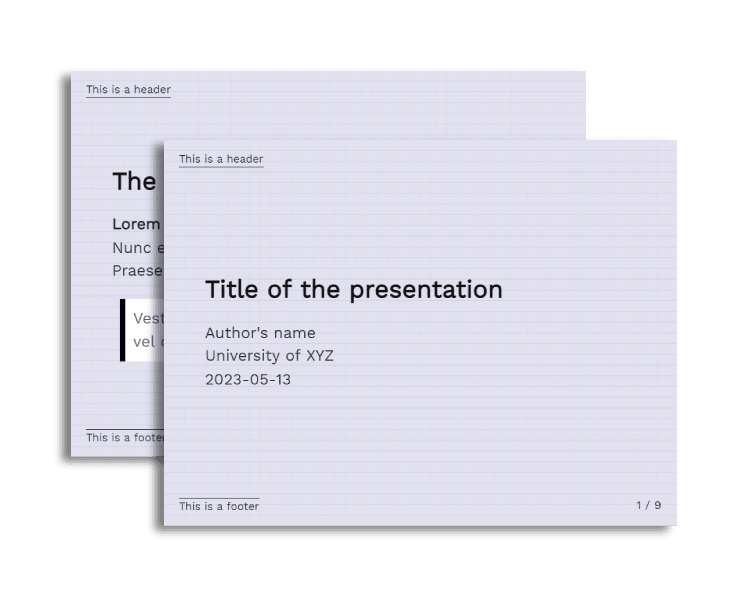 This is a header
The
Lorem
Nunc
Praese
Vest
vel
This is a footer
This is a header
Title of the presentation
Author's name
University of XYZ
2023-05-13
This is a footer
1 / 9